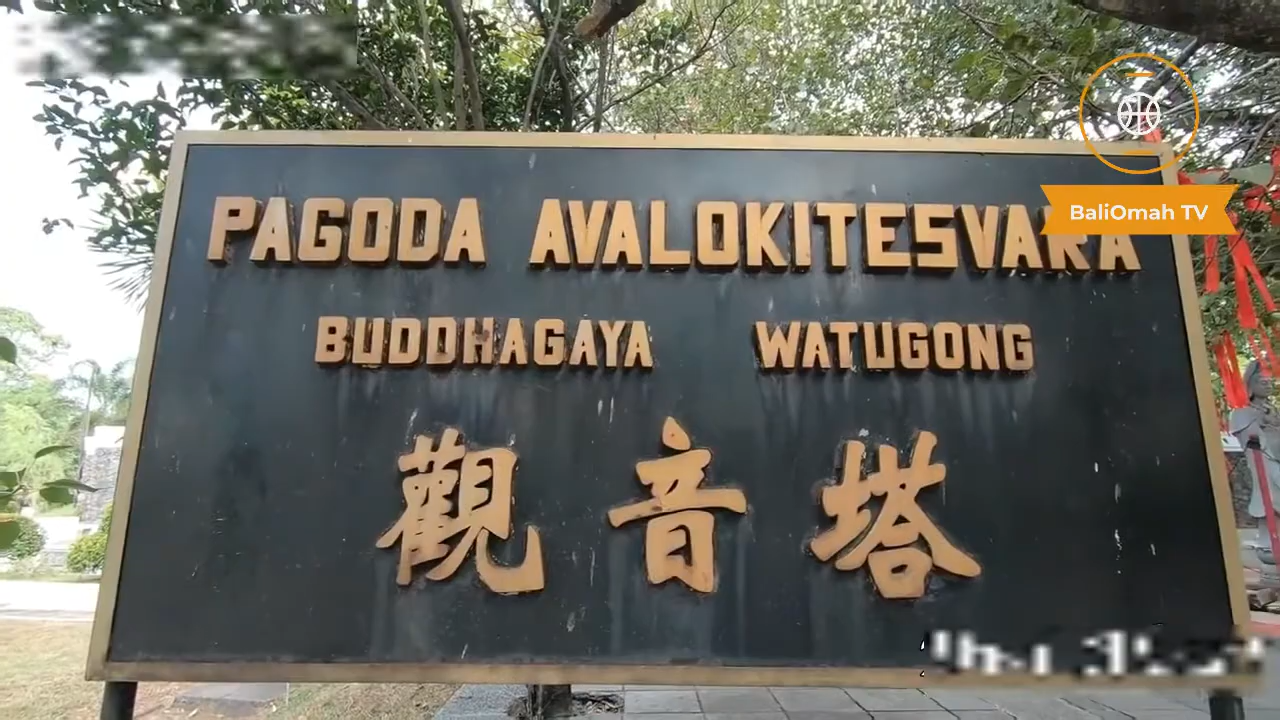 BaliOmah TV
PAGODA AVALOKITESVARA
BUDDHAGAYA WATUGONG
觀音塔